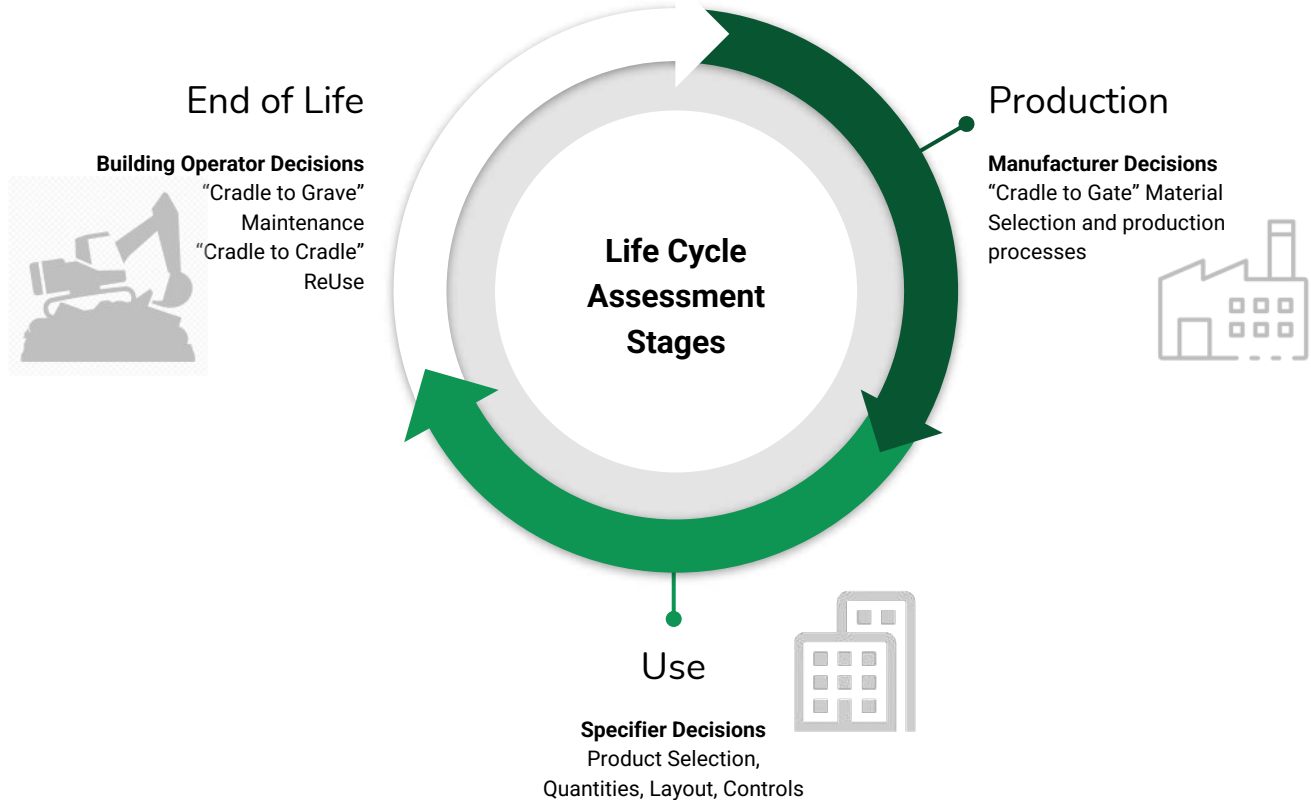 End of Life
Building Operator Decisions
“Cradle to Grave”
Maintenance
“Cradle to Cradle”
ReUse
Life Cycle
Assessment
Stages
Production
Manufacturer Decisions
“Cradle to Gate” Material
Selection and production
processes
Use
Specifier Decisions
Product Selection,
Quantities, Layout, Controls